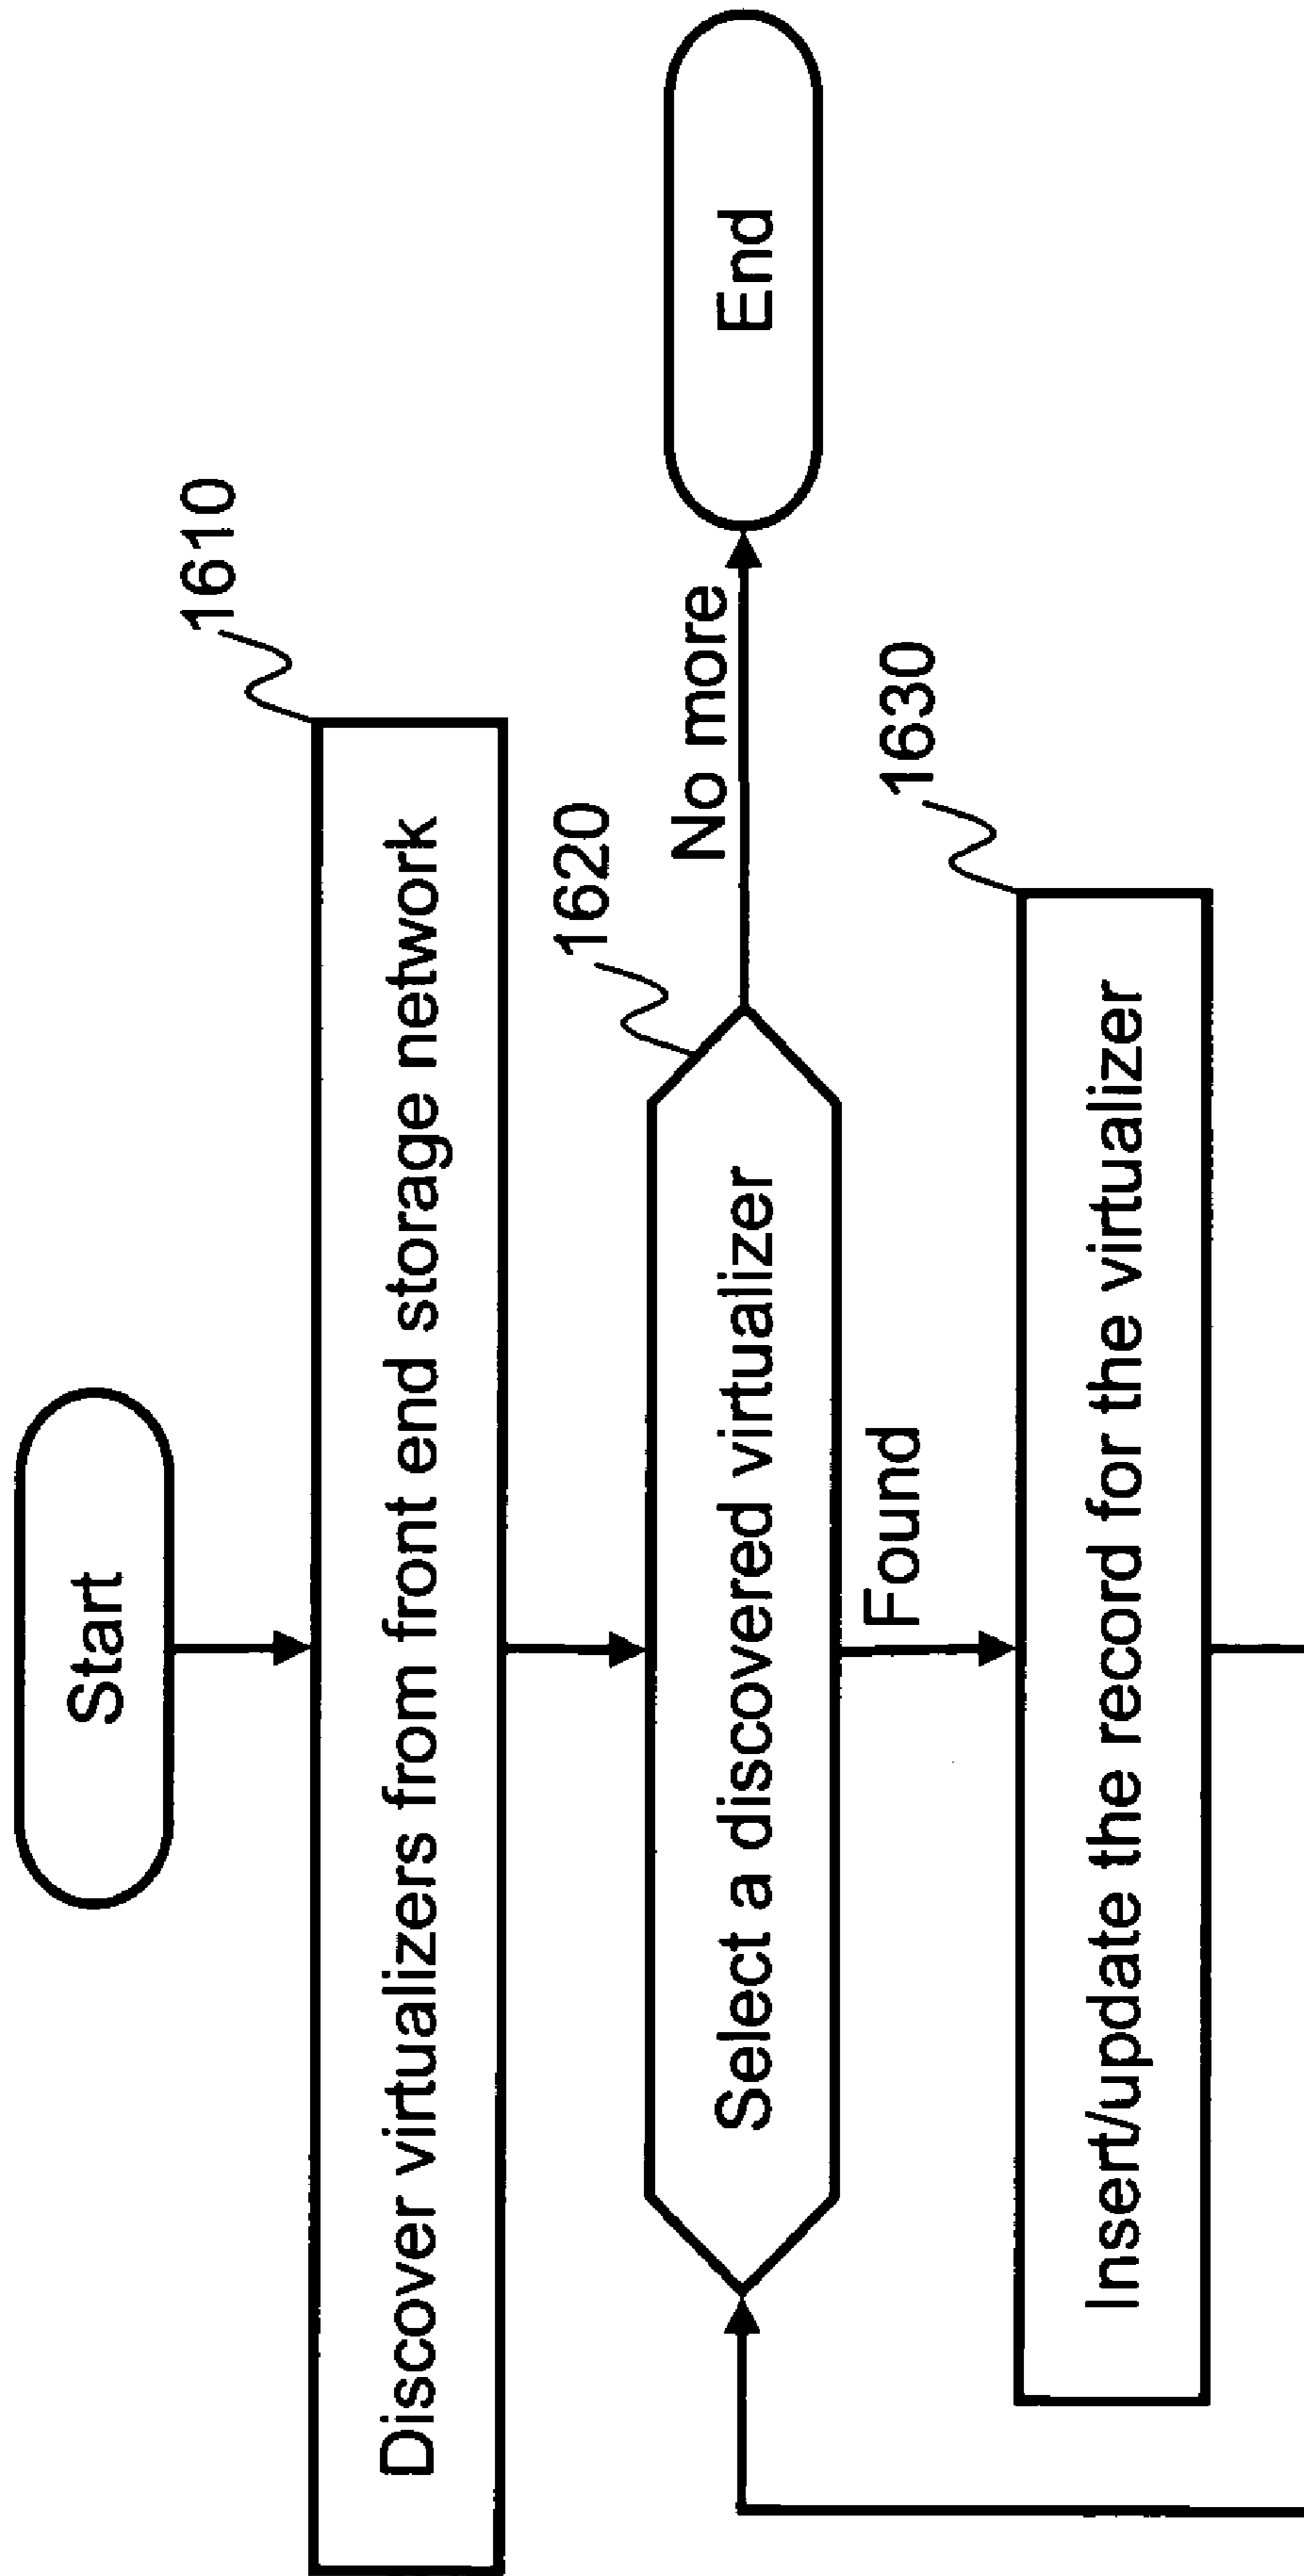 Start
1610
Discover virtualizers from front end storage network
1620
Select a discovered virtualizer
No more
End
Found
1630
Insert/update the record for the virtualizer